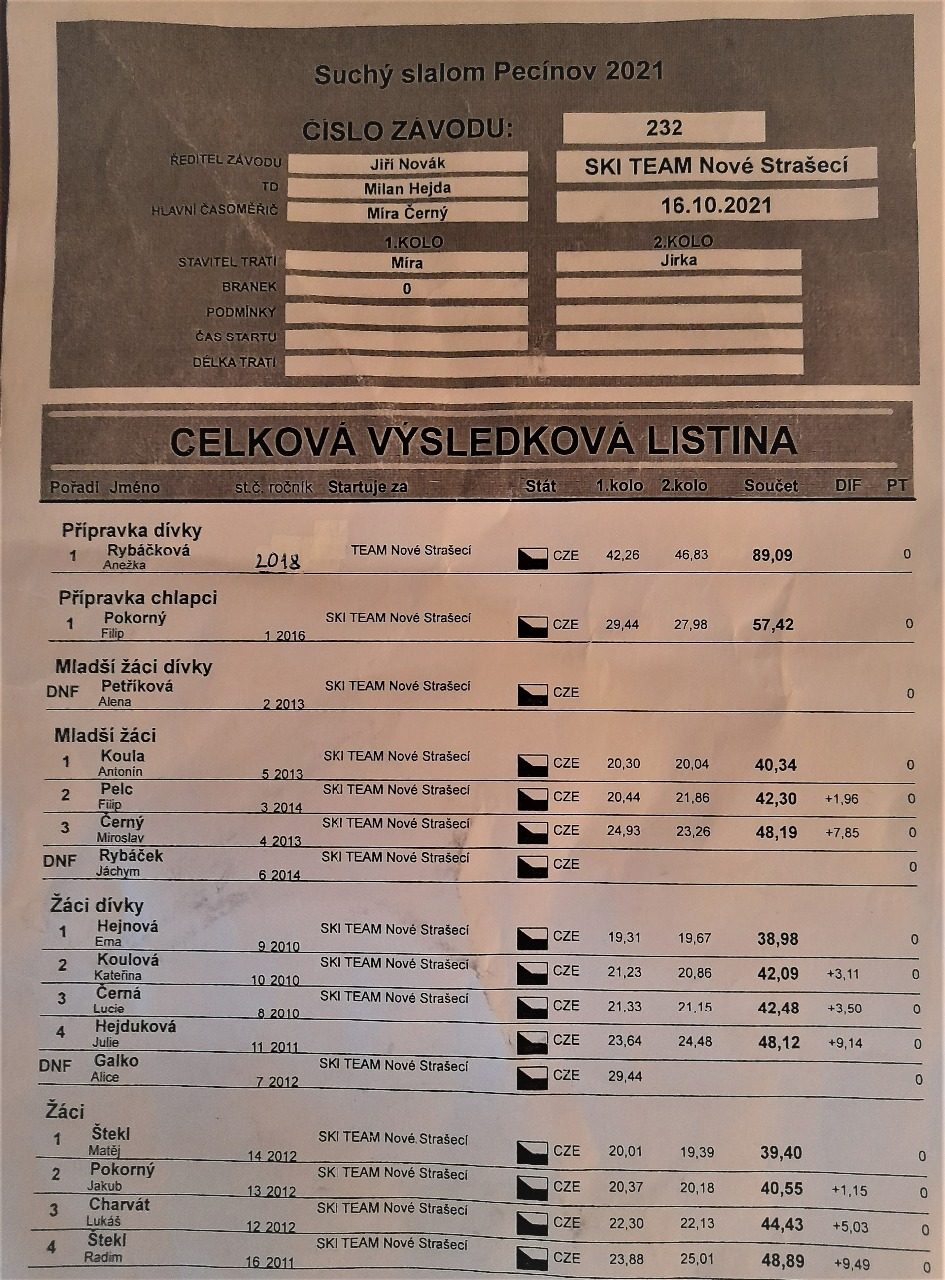 Suchý slalom Pecínov 2021
ČÍSLO ZÁVODU: 232
ŘEDITEL ZÁVODU Jiří Novák SKI TEAM Nové Strašecí
TD Milan Hejda
HLAVNÍ ČASOMĚŘIČ Míra Černý 16.10.2021
1.KOLO 2.KOLO
STAVITEL TRATI Míra Jirka
BRANEK 0
PODMÍNKY
ČAS STARTU
DÉLKA TRATI
CELKOVÁ VÝSLEDKOVÁ LISTINA
Pořadí Jméno st.č. ročník Startuje za Stát 1.kolo 2.kolo Součet DIF PT
Přípravka dívky
1 Rybáčková 2018 TEAM Nové Strašecí CZE 42,26 46,83 89,09 0
Anežka
Přípravka chlapci
1 Pokorný SKI TEAM Nové Strašecí CZE 29,44 27,98 57,42 0
Filip 1 2016
Mladší žáci dívky
DNF Petříková SKI TEAM Nové Strašecí CZE 0
Alena 2 2013
Mladší žáci
1 Koula SKI TEAM Nové Strašecí CZE 20,30 20,04 40,34 0
Antonín 5 2013
2 Pelc SKI TEAM Nové Strašecí CZE 20,44 21,86 42,30 +1,96 0
Filip 3 2014
3 Černý SKI TEAM Nové Strašecí CZE 24,93 23,26 48,19 +7,85 0
Miroslav 4 2013
DNF Rybáček SKI TEAM Nové Strašecí CZE 0
Jáchym 6 2014
Žáci dívky
1 Hejnová SKI TEAM Nové Strašecí CZE 19,31 19,67 38,98 0
Ema 9 2010
2 Koulová SKI TEAM Nové Strašecí CZE 21,23 20,86 42,09 +3,11 0
Kateřina 10 2010
3 Černá SKI TEAM Nové Strašecí CZE 21,33 21,15 42,48 +3,50 0
Lucie 8 2010
4 Hejduková SKI TEAM Nové Strašecí CZE 23,64 24,48 48,12 +9,14 0
Julie 11 2011
DNF Galko SKI TEAM Nové Strašecí CZE 29,44 0
Alice 7 2012
Žáci
1 Štekl SKI TEAM Nové Strašecí CZE 20,01 19,39 39,40 0
Matěj 14 2012
2 Pokorný SKI TEAM Nové Strašecí CZE 20,37 20,18 40,55 +1,15 0
Jakub 13 2012
3 Charvát SKI TEAM Nové Strašecí CZE 22,30 22,13 44,43 +5,03 0
Lukáš 12 2012
4 Štekl SKI TEAM Nové Strašecí CZE 23,88 25,01 48,89 +9,49 0
Radim 16 2011